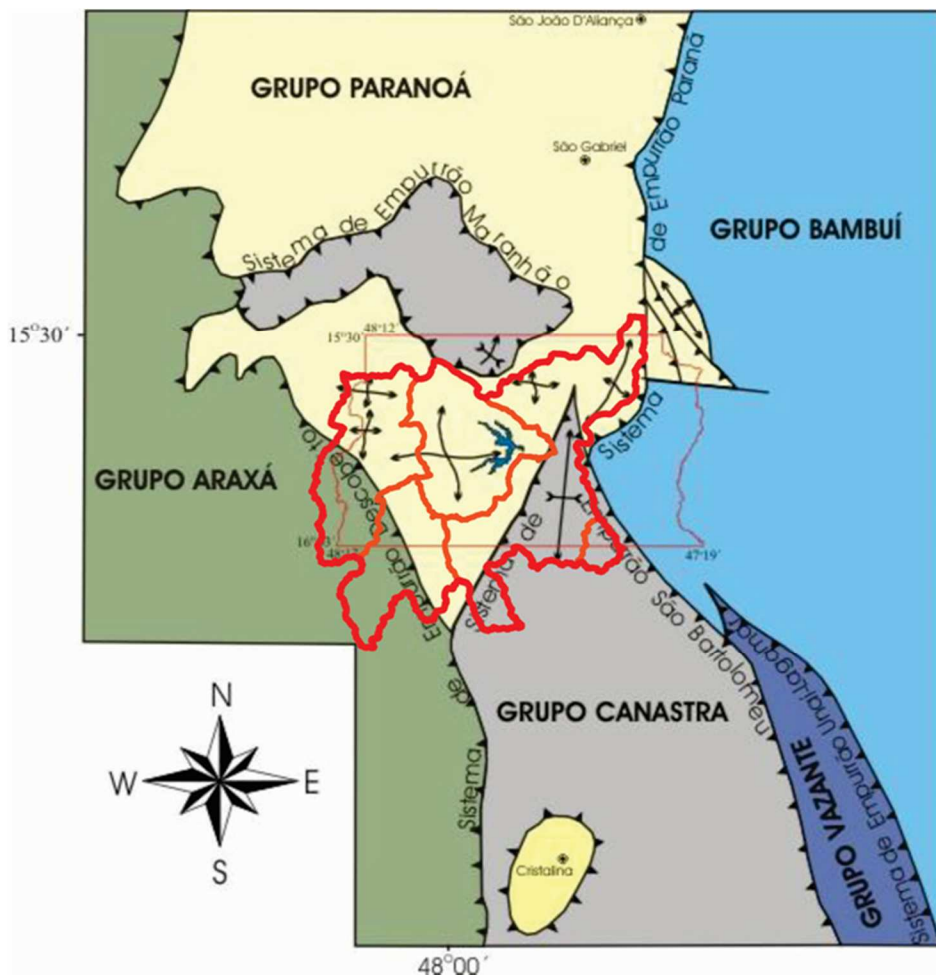 São João D'Aliança
GRUPO PARANOÁ
São Gabriel
Sistema de Empurrão Paraná
Sistema de Empurrão Maranhão
GRUPO BAMBUÍ
15°30´
48°12´
15°30´
GRUPO ARAXÁ
Sistema de Empurrão Descoberto
16°03´
48°12´
47°19´
Sistema de Empurrão São Bartolomeu
GRUPO CANASTRA
Sistema de Empurrão Unaí/Lagamar
GRUPO VAZANTE
N
W
E
S
Cristalina
48°00´